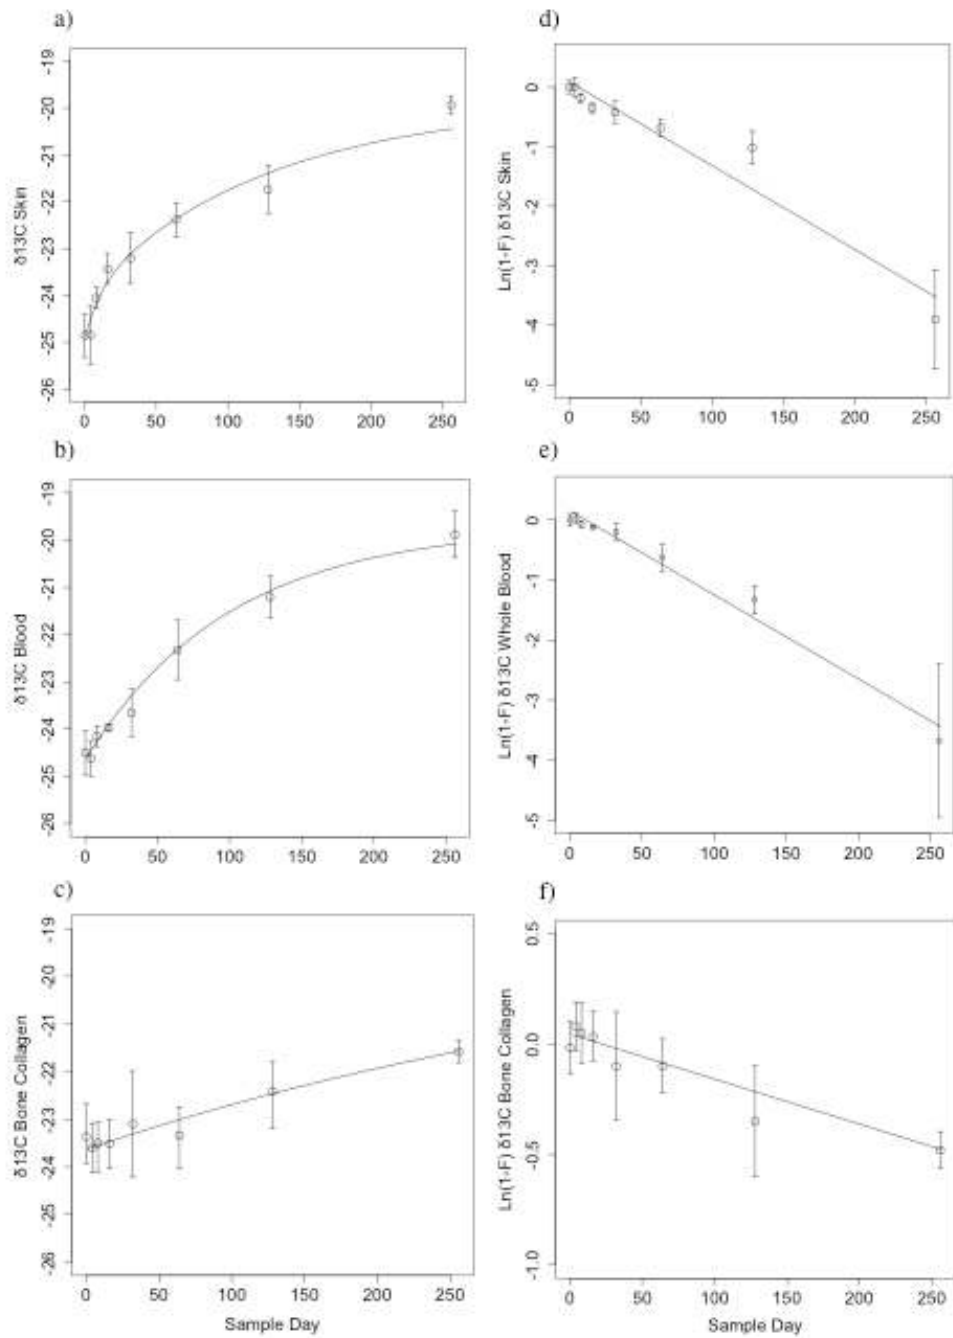 a)
δ13C Skin
-19
-20
-21
-22
-23
-24
-25
-26
0 50 100 150 200 250
d)
Ln(1-F) δ13C Skin
0
-1
-2
-3
-4
-5
0 50 100 150 200 250
b)
δ13C Blood
-19
-20
-21
-22
-23
-24
-25
-26
0 50 100 150 200 250
e)
Ln(1-F) δ13C Whole Blood
0
-1
-2
-3
-4
-5
0 50 100 150 200 250
c)
δ13C Bone Collagen
-19
-20
-21
-22
-23
-24
-25
-26
0 50 100 150 200 250
Sample Day
f)
Ln(1-F) δ13C Bone Collagen
0.5
0.0
-0.5
-1.0
0 50 100 150 200 250
Sample Day